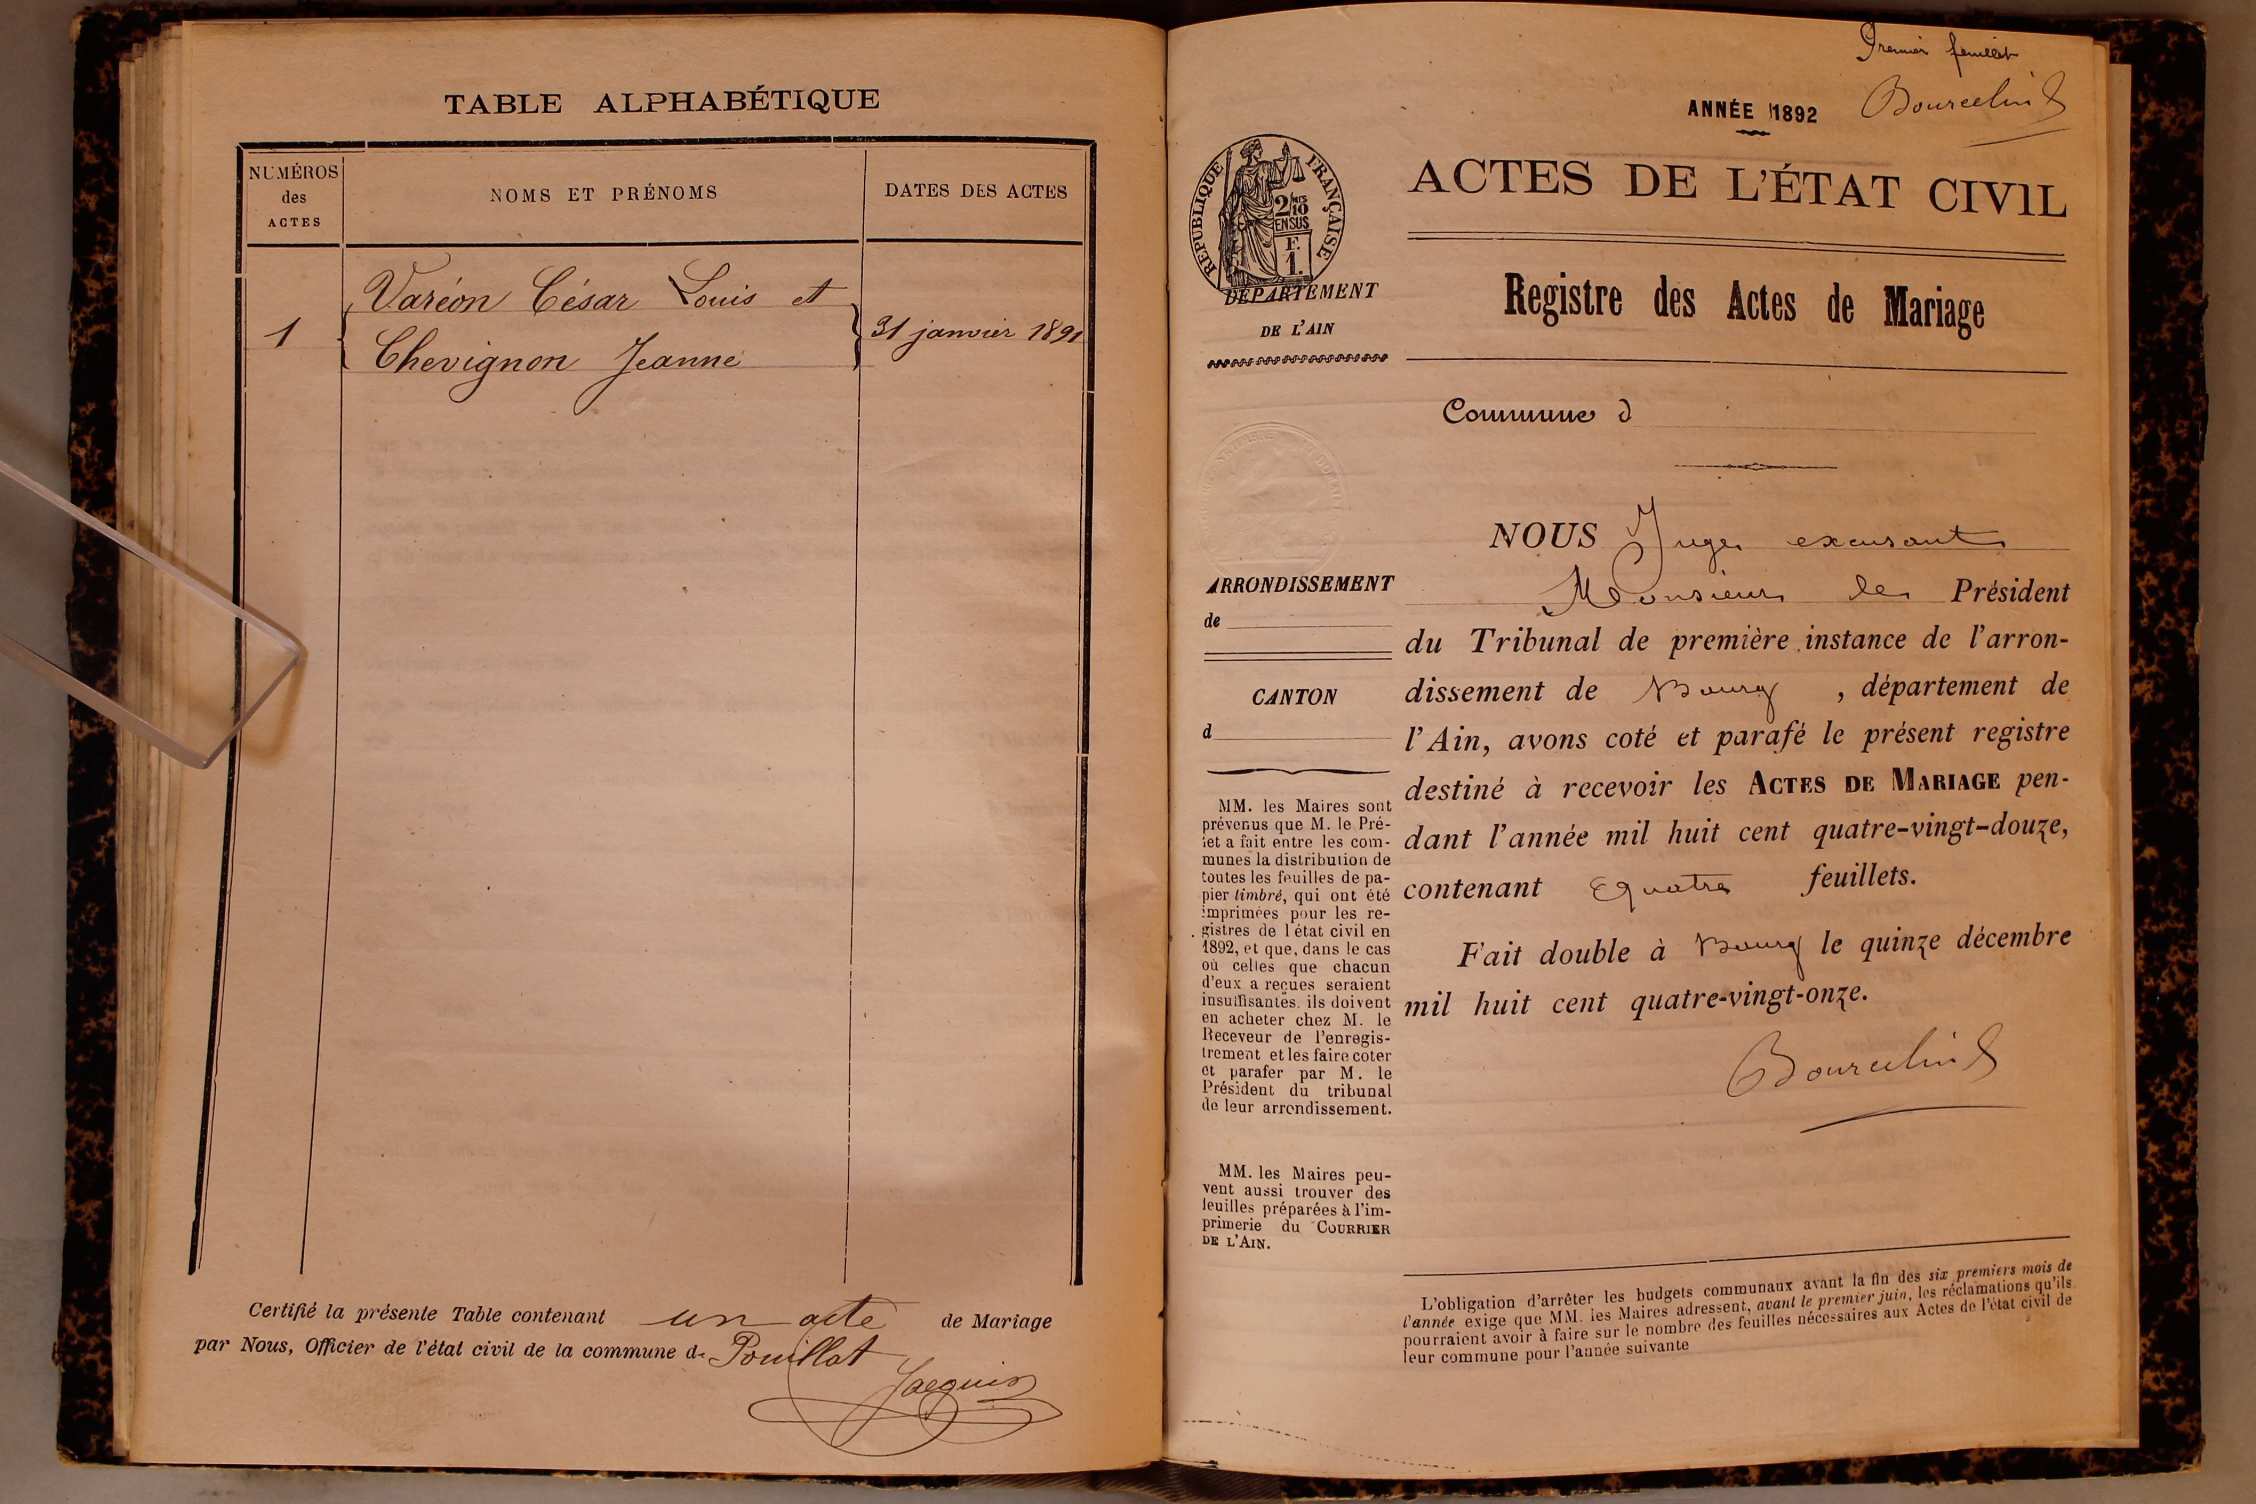 TABLE ALPHABÉTIQUE
NUMÉROS
des
ACTES
NOMS ET PRÉNOMS
DATES DES ACTES
Varéon César Louis et
1
31 janvier 1891
Chevignon Jeanne
Certifié la présente Table contenant un acte de Mariage
par Nous, Officier de l'état civil de la commune de Pouillat
Jacquin
Premier feuillet
ANNÉE 1892
Bourcelin
RÉPUBLIQUE FRANÇAISE
2/10
EN SUS
F.
1.
DÉPARTEMENT
DE L'AIN
ACTES DE L'ÉTAT CIVIL
Registre des Actes de Mariage
Commune d
ARRONDISSEMENT
de
CANTON
d
MM. les Maires sont
prévenus que M. le Pré-
fet a fait entre les com-
munes la distribution de
toutes les feuilles de pa-
pier timbré, qui ont été
imprimées pour les re-
gistres de l'état civil en
1892, et que, dans le cas
où celles que chacun
d'eux a reçues seraient
insuffisantes, ils doivent
en acheter chez M. le
Receveur de l'enregis-
trement et les faire coter
et parafer par M. le
Président du tribunal
de leur arrondissement.
MM. les Maires peu-
vent aussi trouver des
feuilles préparées à l'im-
primerie du COURRIER
DE L'AIN.
NOUS Juge excusant
Monsieur le Président
du Tribunal de première instance de l'arron-
dissement de Bourg, département de
l'Ain, avons coté et parafé le présent registre
destiné à recevoir les ACTES DE MARIAGE pen-
dant l'année mil huit cent quatre-vingt-douze,
contenant quatre feuillets.
Fait double à Bourg le quinze décembre
mil huit cent quatre-vingt-onze.
Bourcelin
L'obligation d'arrêter les budgets communaux avant la fin des six premiers mois de
l'année exige que MM. les Maires adressent, avant le premier juin, les réclamations qu'ils
pourraient avoir à faire sur le nombre des feuilles nécessaires aux Actes de l'état civil de
leur commune pour l'année suivante